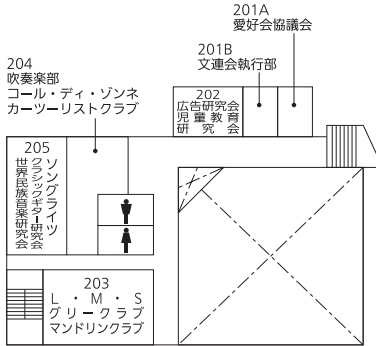 201A
愛好会協議会
201B
文連会執行部
204
吹奏楽部
コール・ディ・ゾンネ
カーツーリストクラブ
202
広告研究会
児童教育
研究会
205
ソングライツ
クラシックギター研究会
世界民族音楽研究会
203
L・M・S
グリークラブ
マンドリンクラブ